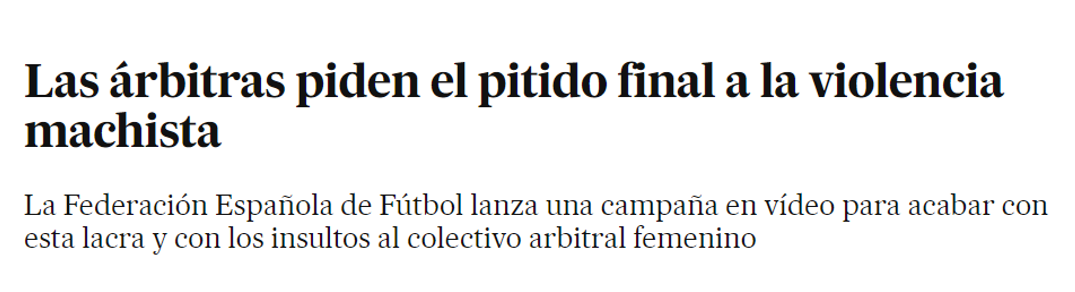 Las árbitras piden el pitido final a la violencia
machista
La Federación Española de Fútbol lanza una campaña en vídeo para acabar con
esta lacra y con los insultos al colectivo arbitral femenino